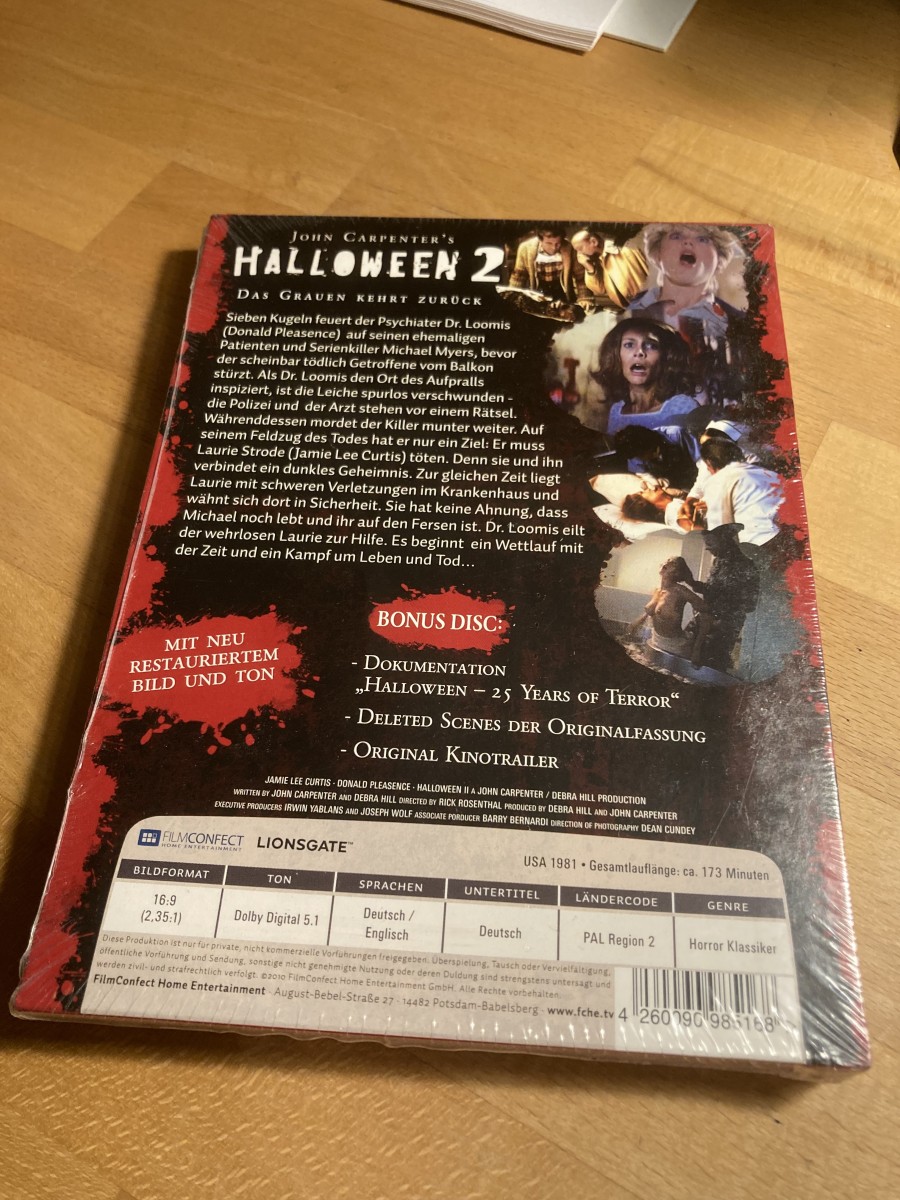 JOHN CARPENTER'S
HALLOWEEN 2
DAS GRAUEN KEHRT ZURÜCK
Sieben Kugeln feuert der Psychiater Dr. Loomis
(Donald Pleasence) auf seinen ehemaligen
Patienten und Serienkiller Michael Myers, bevor
der scheinbar tödlich Getroffene vom Balkon
stürzt. Als Dr. Loomis den Ort des Aufpralls
inspiziert, ist die Leiche spurlos verschwunden -
die Polizei und der Arzt stehen vor einem Rätsel.
Währenddessen mordet der Killer munter weiter. Auf
seinem Feldzug des Todes hat er nur ein Ziel: Er muss
Laurie Strode (Jamie Lee Curtis) töten. Denn sie und ihn
verbindet ein dunkles Geheimnis. Zur gleichen Zeit liegt
Laurie mit schweren Verletzungen im Krankenhaus und
wähnt sich dort in Sicherheit. Sie hat keine Ahnung, dass
Michael noch lebt und ihr auf den Fersen ist. Dr. Loomis eilt
der wehrlosen Laurie zur Hilfe. Es beginnt ein Wettlauf mit
der Zeit und ein Kampf um Leben und Tod...
MIT NEU
RESTAURIERTEM
BILD UND TON
BONUS DISC:
- DOKUMENTATION
„HALLOWEEN – 25 YEARS OF TERROR“
- DELETED SCENES DER ORIGINALFASSUNG
- ORIGINAL KINOTRAILER
JAMIE LEE CURTIS · DONALD PLEASENCE · HALLOWEEN II A JOHN CARPENTER / DEBRA HILL PRODUCTION
WRITTEN BY JOHN CARPENTER AND DEBRA HILL DIRECTED BY RICK ROSENTHAL PRODUCED BY DEBRA HILL AND JOHN CARPENTER
EXECUTIVE PRODUCERS IRWIN YABLANS AND JOSEPH WOLF ASSOCIATE PORDUCER BARRY BERNARDI DIRECTION OF PHOTOGRAPHY DEAN CUNDEY
FILMCONFECT
HOME ENTERTAINMENT
LIONSGATE™
USA 1981 • Gesamtlauflänge: ca. 173 Minuten
BILDFORMAT TON SPRACHEN UNTERTITEL LÄNDERCODE GENRE
16:9
(2,35:1)
Dolby Digital 5.1
Deutsch /
Englisch
Deutsch
PAL Region 2
Horror Klassiker
Diese Produktion ist nur für private, nicht kommerzielle Vorführungen freigegeben. Überspielung, Tausch oder Vervielfältigung,
öffentliche Vorführung und Sendung, sonstige nicht genehmigte Nutzung oder deren Duldung sind strengstens untersagt und
werden zivil- und strafrechtlich verfolgt. ©2010 FilmConfect Home Entertainment GmbH. Alle Rechte vorbehalten.
FilmConfect Home Entertainment · August-Bebel-Straße 27 · 14482 Potsdam-Babelsberg · www.fche.tv
4 260090 985168